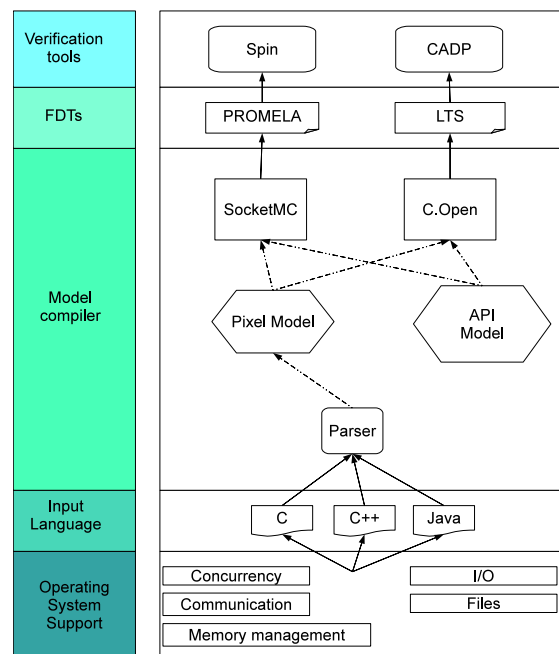 Verification
tools
Spin
CADP
FDTs
PROMELA
LTS
Model
compiler
SocketMC
C.Open
Pixel Model
API
Model
Parser
Input
Language
C
C++
Java
Operating
System
Support
Concurrency
I/O
Communication
Files
Memory management